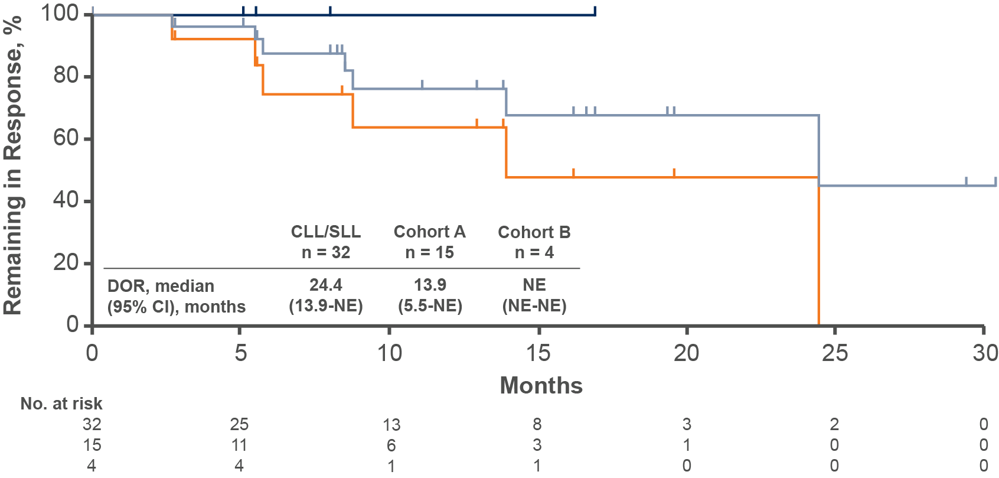 Remaining in Response, %
100
80
60
40
20
0
CLL/SLL Cohort A Cohort B
n = 32 n = 15 n = 4
DOR, median 24.4 13.9 NE
(95% CI), months (13.9-NE) (5.5-NE) (NE-NE)
0 5 10 15 20 25 30
Months
No. at risk
32 25 13 8 3 2 0
15 11 6 3 1 0 0
4 4 1 1 0 0 0